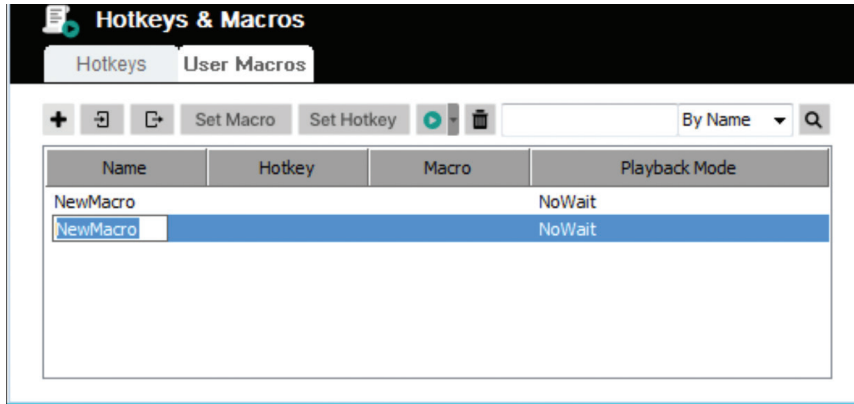 Hotkeys & Macros
Hotkeys User Macros
Set Macro Set Hotkey By Name
Name Hotkey Macro Playback Mode
NewMacro NoWait
NewMacro NoWait